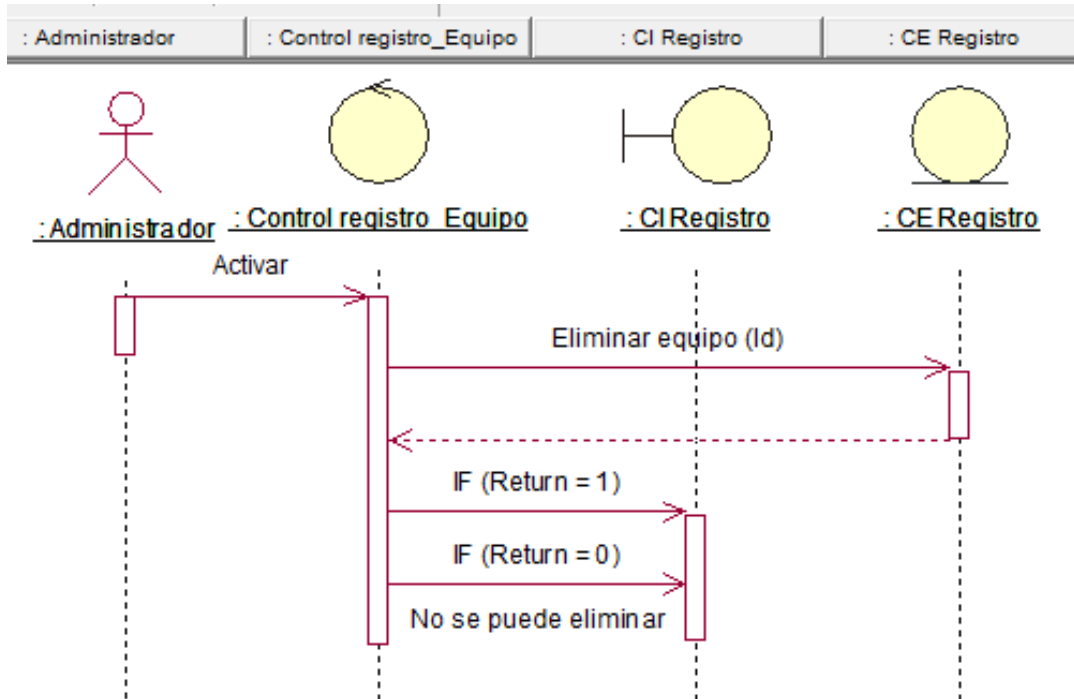 : Administrador
: Control registro_Equipo
: CI Registro
: CE Registro
: Administrador
: Control registro_Equipo
: CI Registro
: CE Registro
Activar
Eliminar equipo (Id)
IF (Return = 1)
IF (Return = 0)
No se puede eliminar